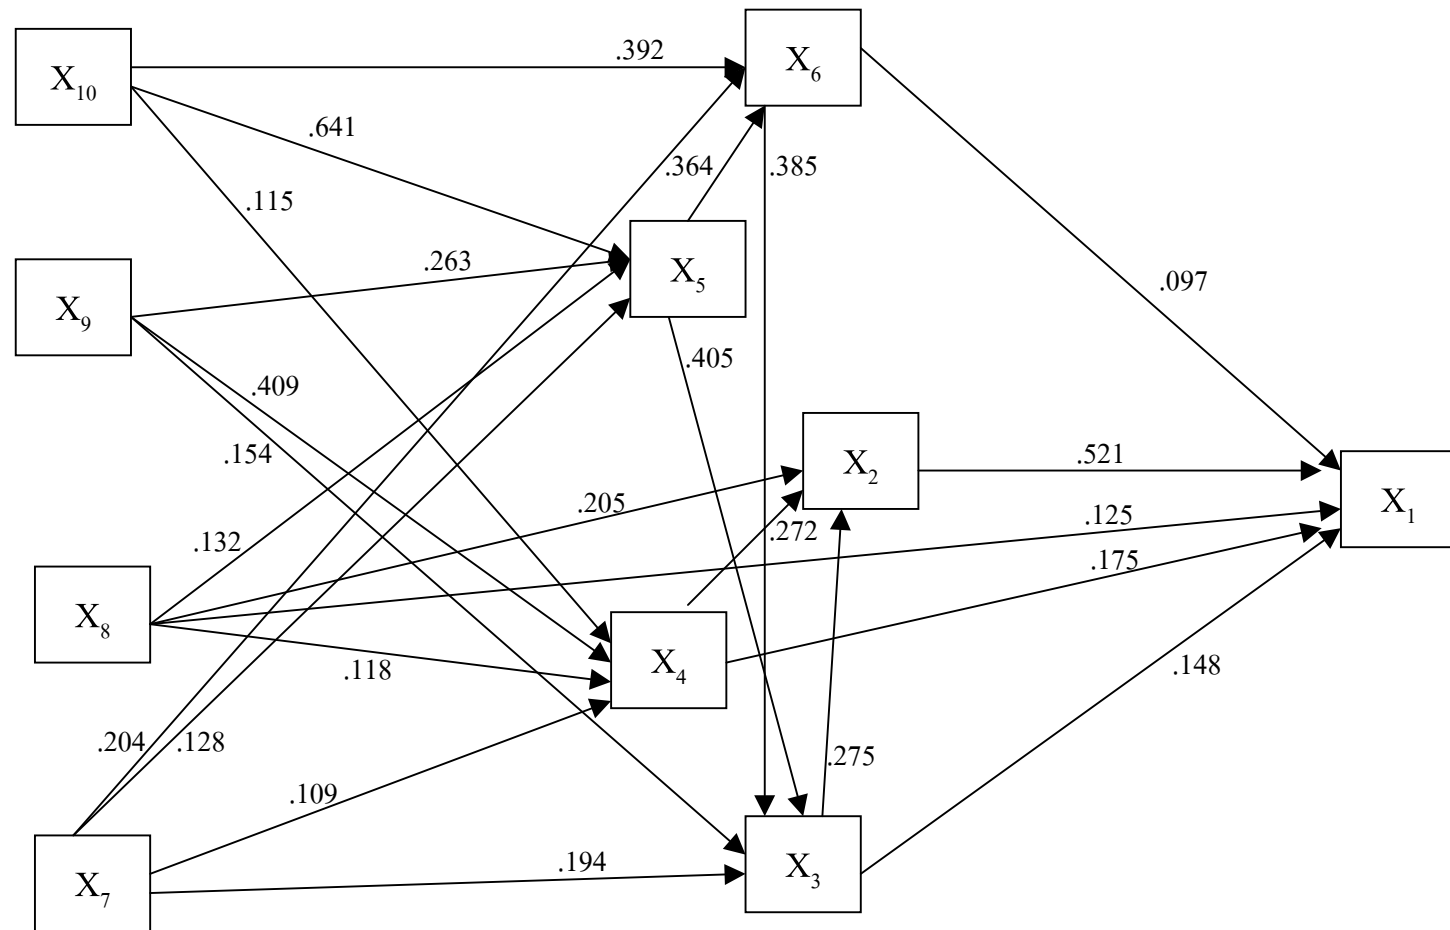 X₁₀
.392
X₆
.641
.364
.385
.115
X₉
.263
X₅
.097
.409
.405
.154
X₂
.521
X₁
.205
.125
.132
.272
.175
X₈
.118
X₄
.148
.204
.128
.275
.109
X₇
.194
X₃